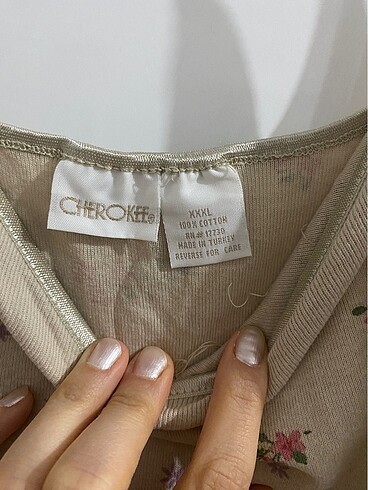 CHEROKEE®
XXXL
100% COTTON
RN# 17730
MADE IN TURKEY
REVERSE FOR CARE